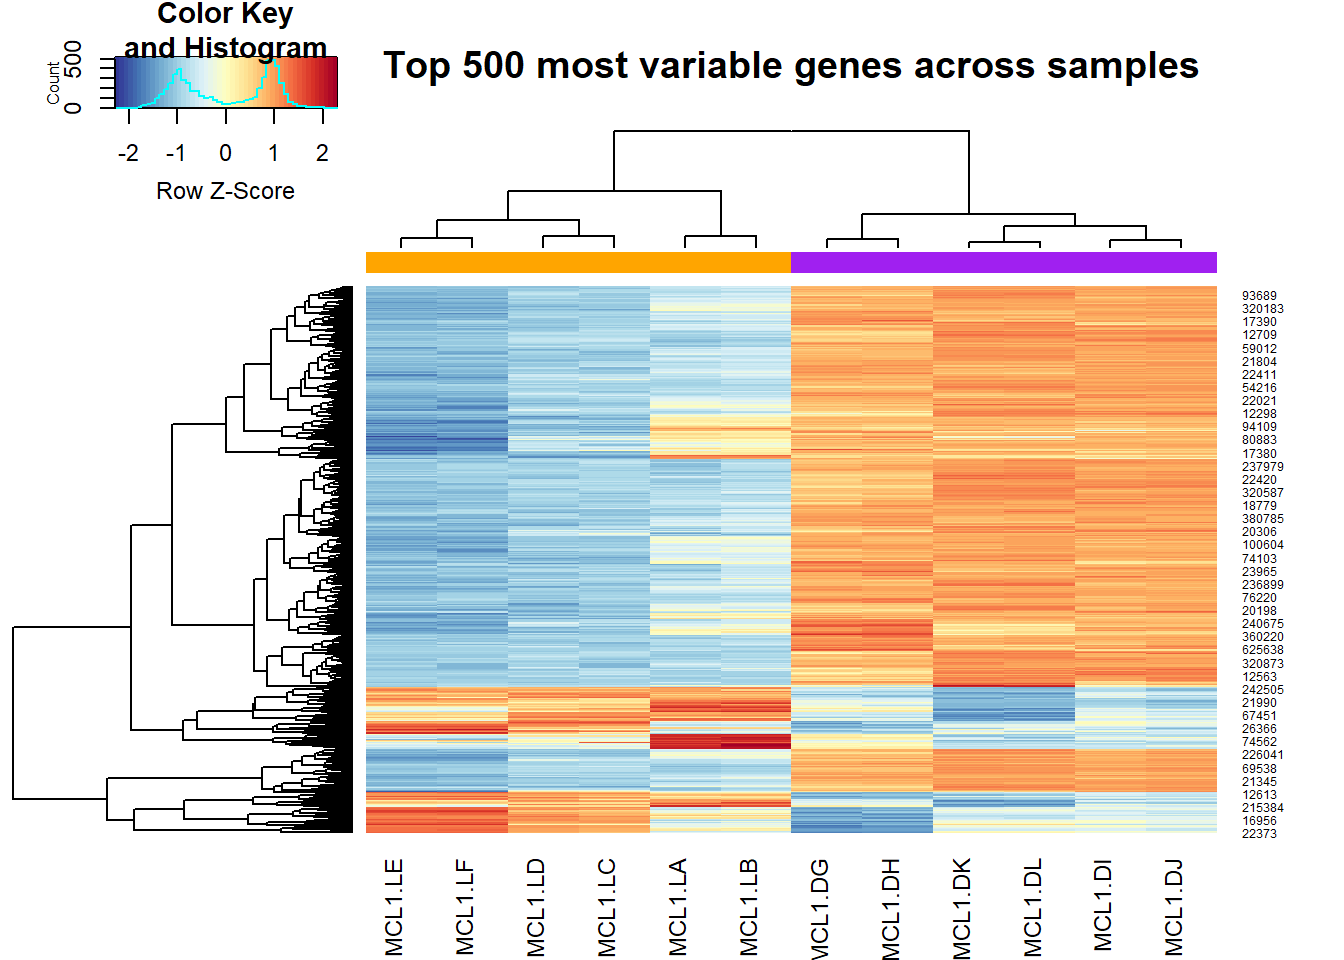 Color Key
and Histogram
Top 500 most variable genes across samples
Count
0
500
-2 -1 0 1 2
Row Z-Score
93689
320183
17390
12709
59012
21804
22411
54216
22021
12298
94109
80883
17380
237979
22420
320587
18779
380785
20306
100604
74103
23965
236899
76220
20198
240675
360220
625638
320873
12563
242505
21990
67451
26366
74562
226041
69538
21345
12613
215384
16956
22373
MCL1.LE
MCL1.LF
MCL1.LD
MCL1.LC
MCL1.LA
MCL1.LB
MCL1.DG
MCL1.DH
MCL1.DK
MCL1.DL
MCL1.DI
MCL1.DJ